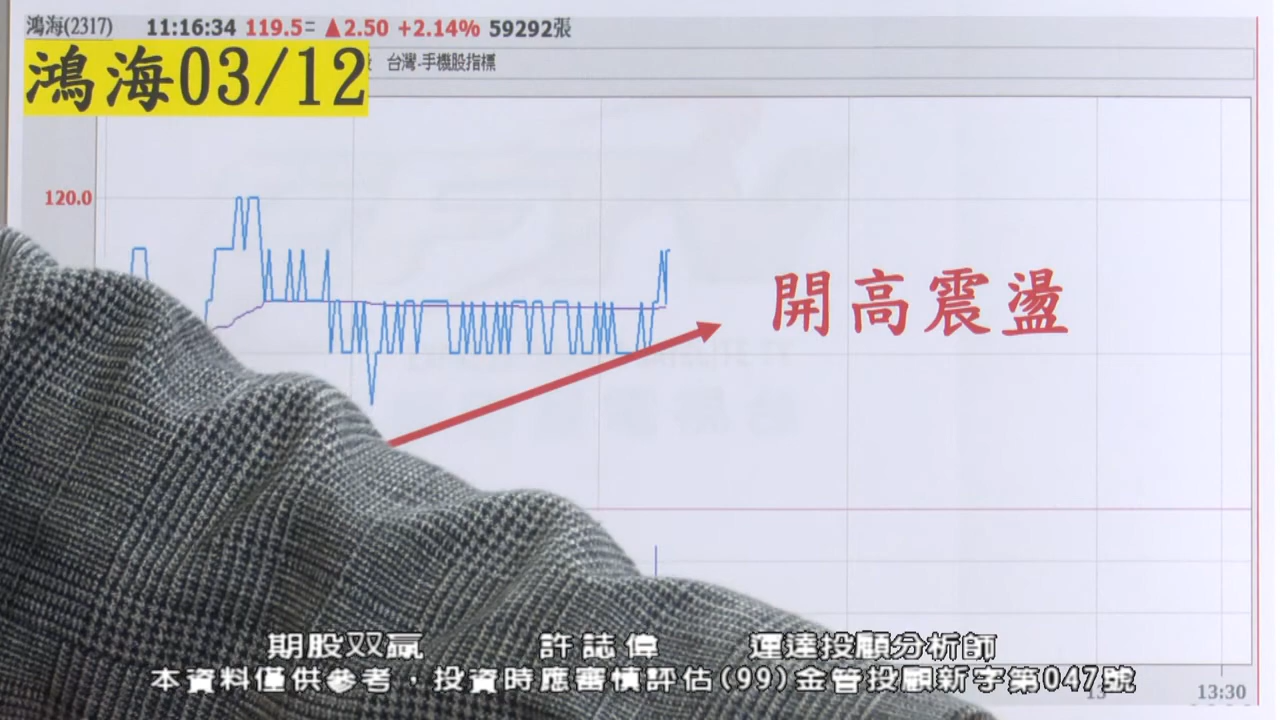 鴻海(2317) 11:16:34 119.5= ▲2.50 +2.14% 59292張
鴻海03/12
台灣-手機股指標
120.0
開高震盪
13 13:30
期股双贏 許誌偉 運達投顧分析師
本資料僅供參考，投資時應審慎評估(99)金管投顧新字第047號